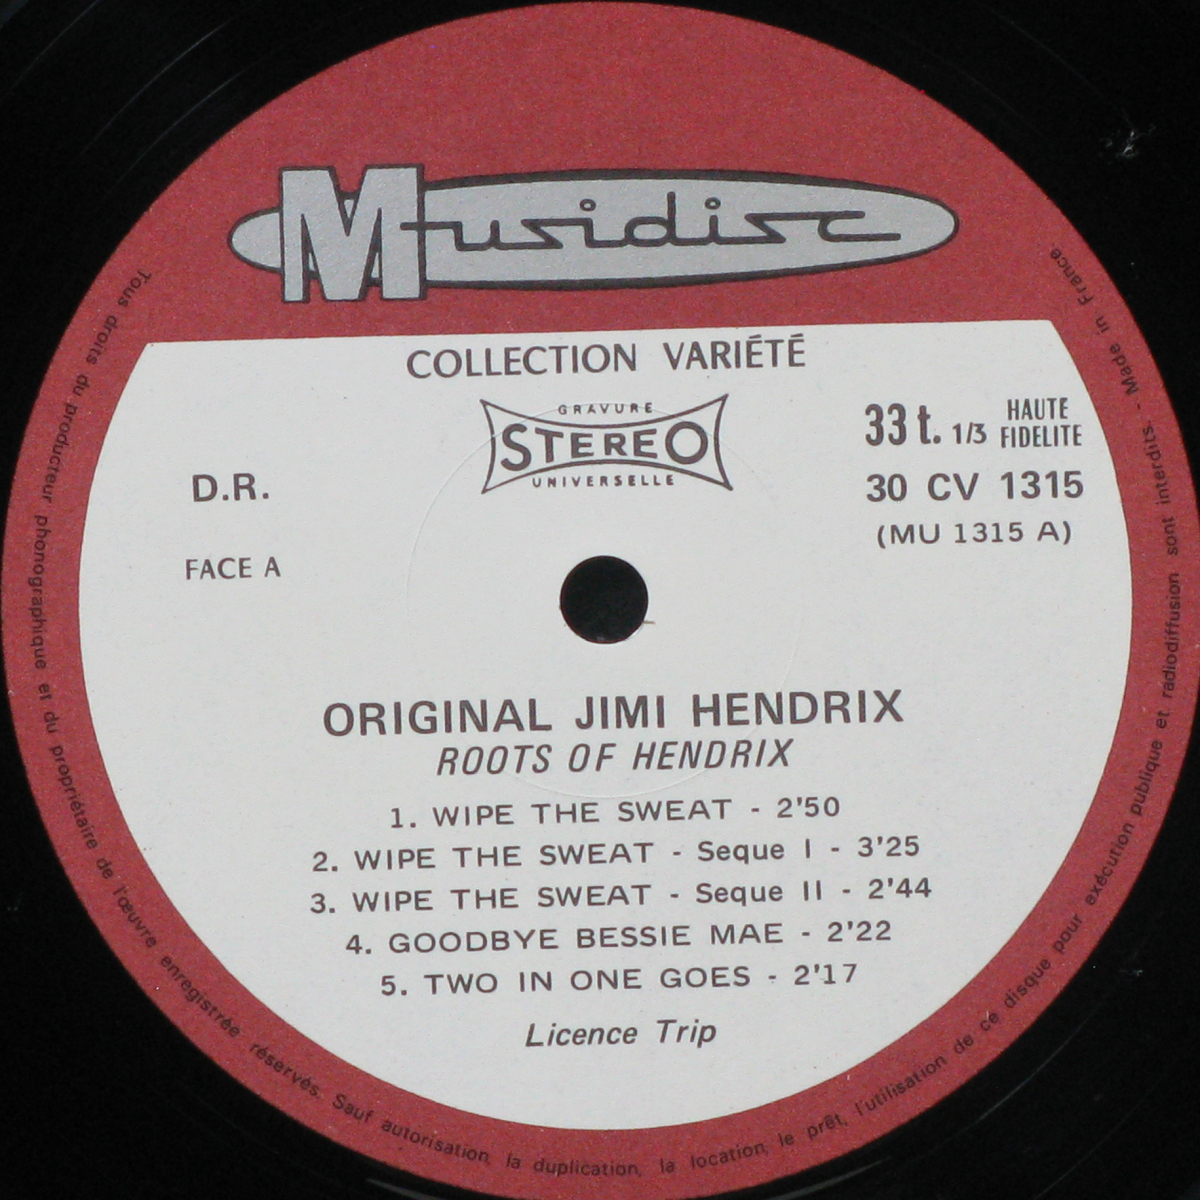 Musidisc
COLLECTION VARIÉTÉ
GRAVURE
STEREO
UNIVERSELLE
33 t. 1/3 HAUTE FIDELITE
30 CV 1315
(MU 1315 A)
D.R.
FACE A
ORIGINAL JIMI HENDRIX
ROOTS OF HENDRIX
1. WIPE THE SWEAT - 2'50
2. WIPE THE SWEAT - Seque I - 3'25
3. WIPE THE SWEAT - Seque II - 2'44
4. GOODBYE BESSIE MAE - 2'22
5. TWO IN ONE GOES - 2'17
Licence Trip
Tous droits du producteur phonographique et du propriétaire de l'œuvre enregistrée réservés. Sauf autorisation la duplication, la location, le prêt, l'utilisation de ce disque pour exécution publique et radiodiffusion sont interdits. - Made in France